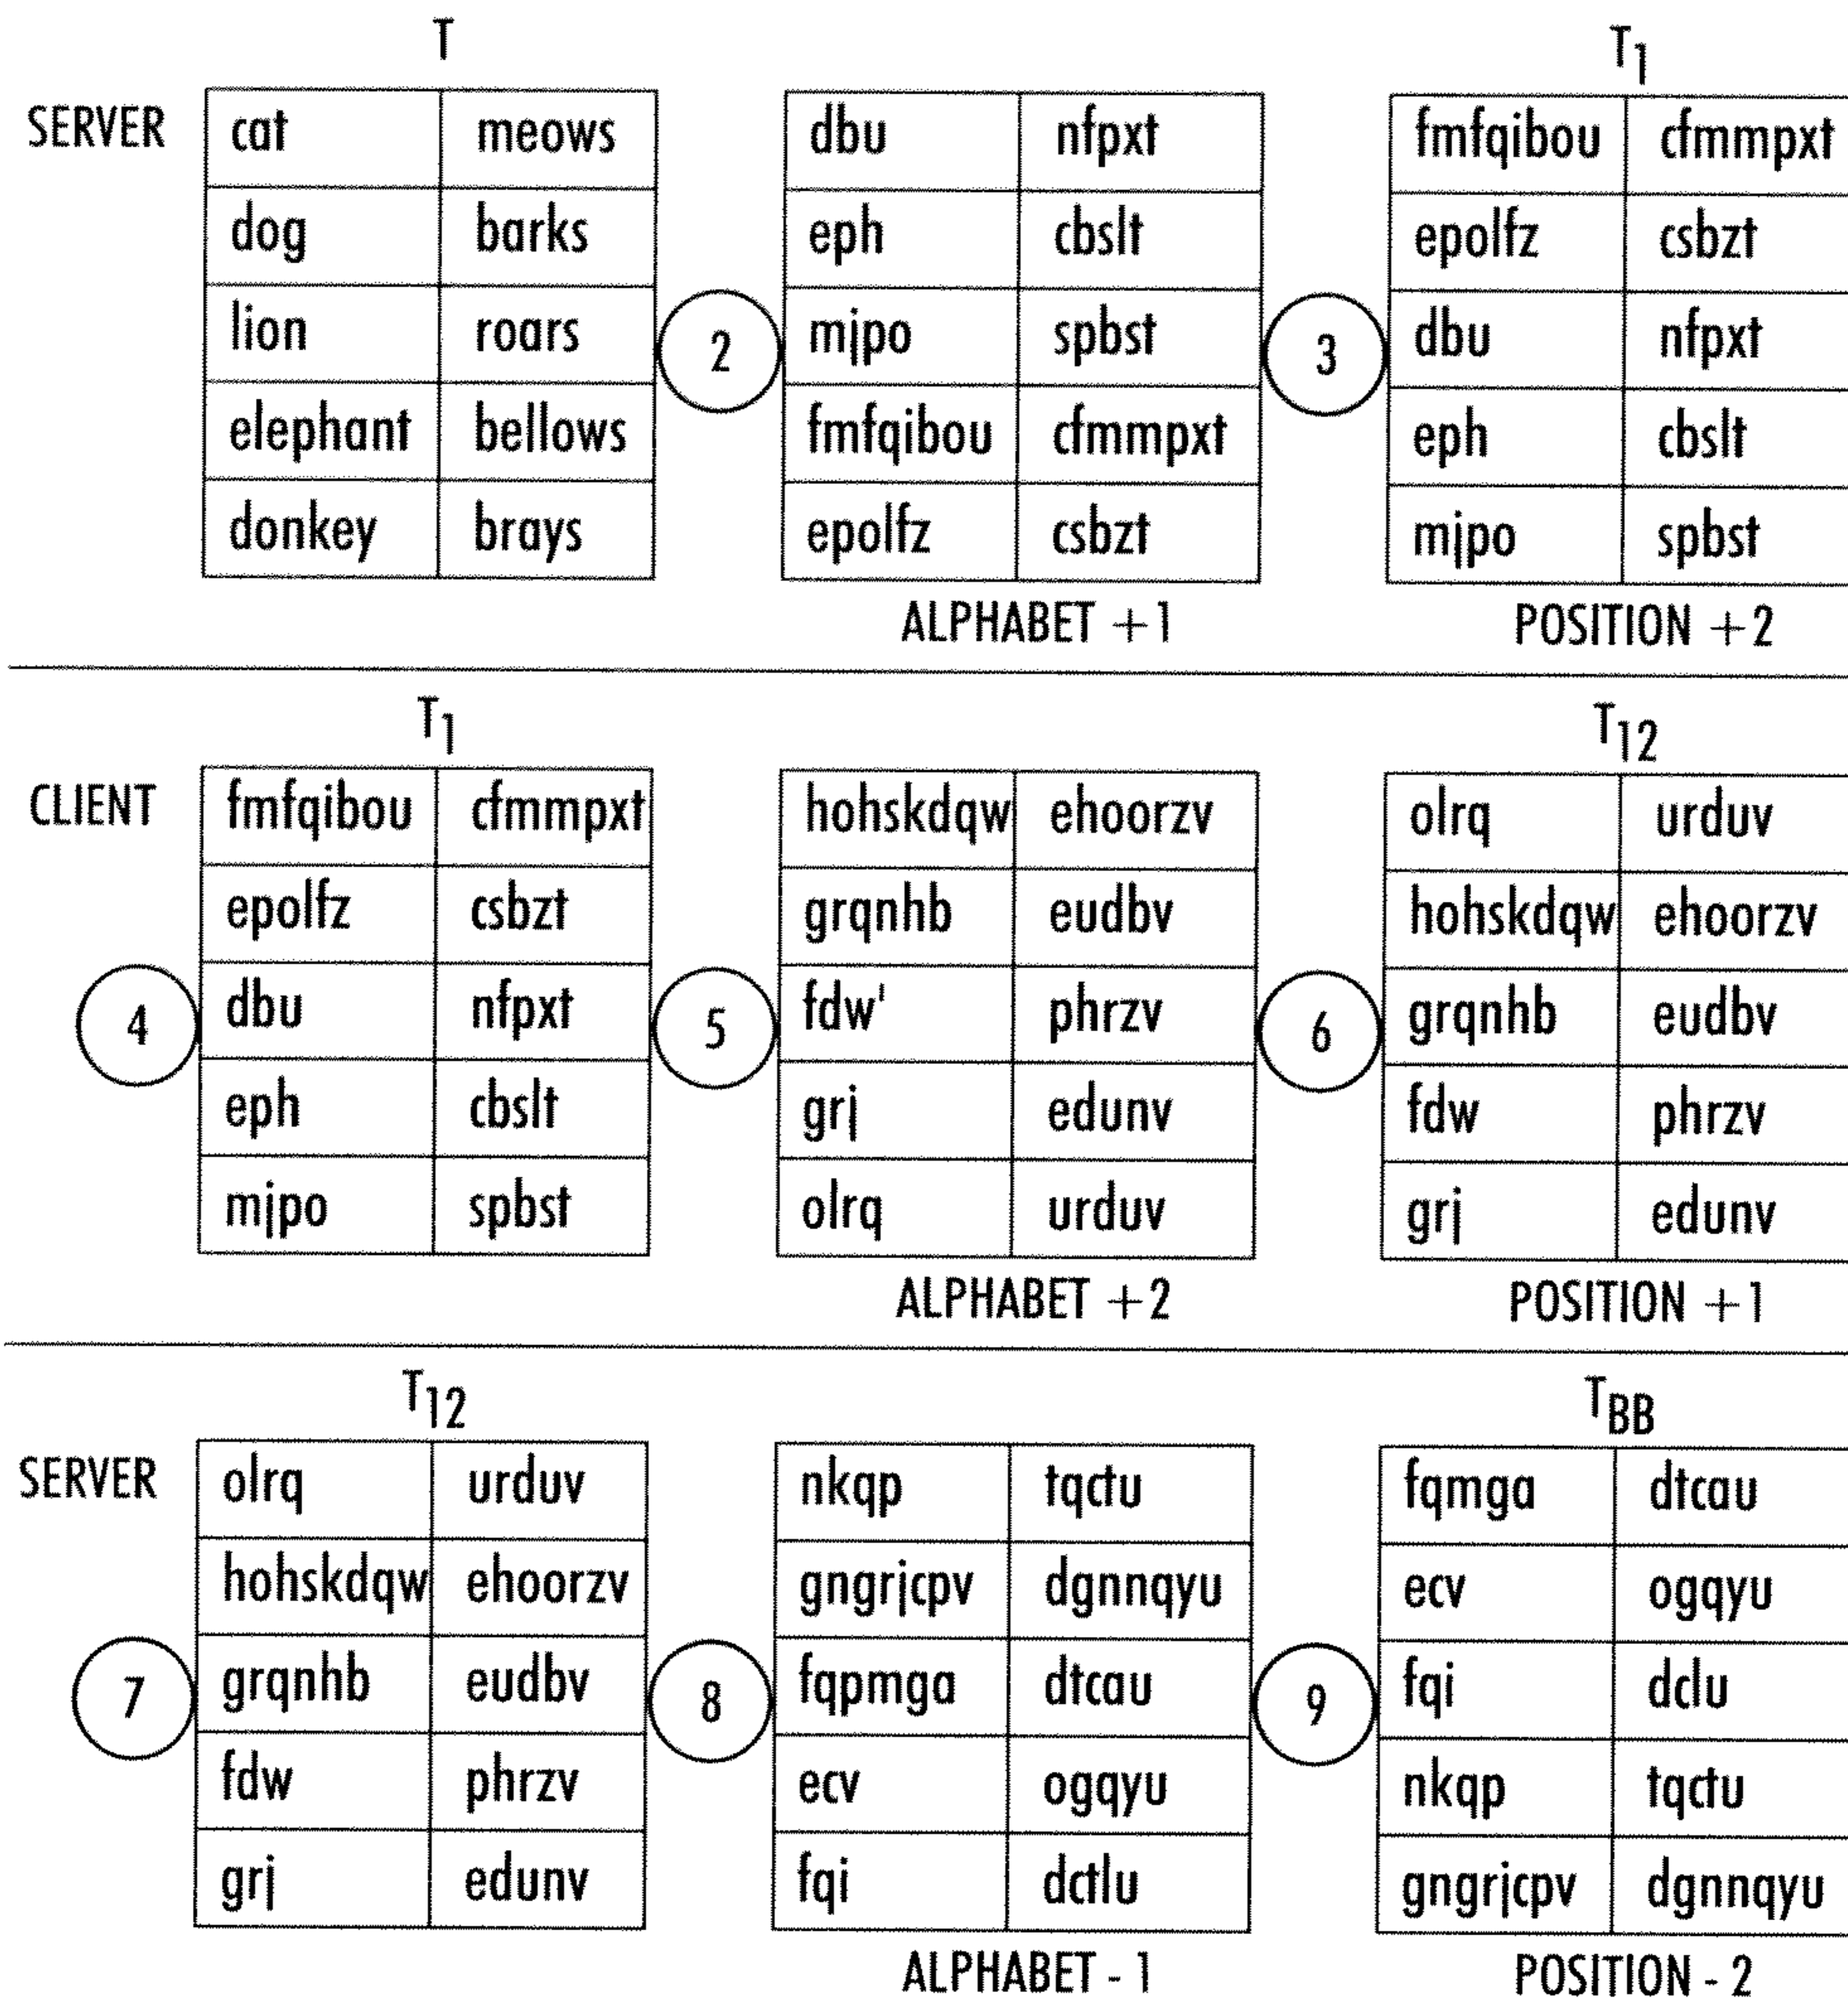 T T1
SERVER cat meows dbu nfpxt fmfqibou cfmmpxt
dog barks eph cbslt epolfz csbzt
lion roars mjpo spbst dbu nfpxt
2 3
elephant bellows fmfqibou cfmmpxt eph cbslt
donkey brays epolfz csbzt mjpo spbst
ALPHABET +1 POSITION +2
T1 T12
CLIENT fmfqibou cfmmpxt hohskdqw ehoorzv olrq urduv
epolfz csbzt grqnhb eudbv hohskdqw ehoorzv
4 dbu nfpxt 5 fdw' phrzv 6 grqnhb eudbv
eph cbslt grj edunv fdw phrzv
mjpo spbst olrq urduv grj edunv
ALPHABET +2 POSITION +1
T12 TBB
SERVER olrq urduv nkqp tqctu fqmga dtcau
hohskdqw ehoorzv gngrjcpv dgnnqyu ecv ogqyu
7 grqnhb eudbv 8 fqpmga dtcau 9 fqi dclu
fdw phrzv ecv ogqyu nkqp tqctu
grj edunv fqi dctlu gngrjcpv dgnnqyu
ALPHABET - 1 POSITION - 2